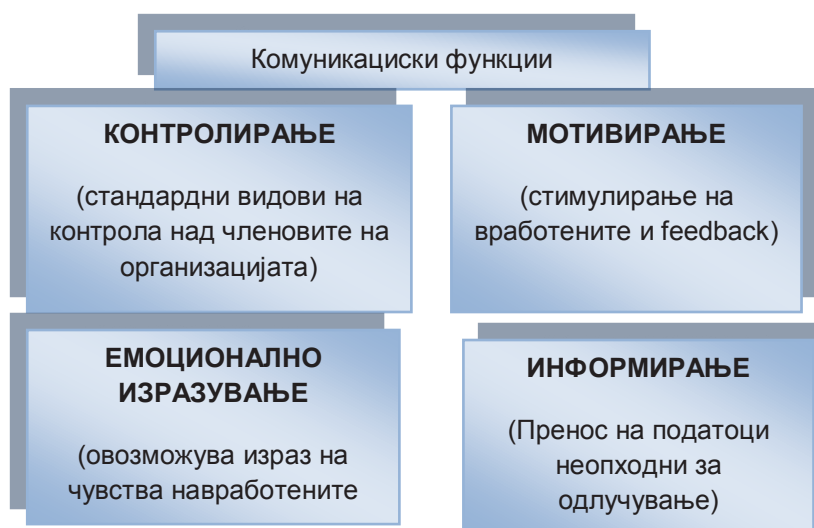 Комуникациски функции
КОНТРОЛИРАЊЕ
(стандардни видови на
контрола над членовите на
организацијата)
МОТИВИРАЊЕ
(стимулирање на
вработените и feedback)
ЕМОЦИОНАЛНО
ИЗРАЗУВАЊЕ
(овозможува израз на
чувства навработените
ИНФОРМИРАЊЕ
(Пренос на податоци
неопходни за
одлучување)